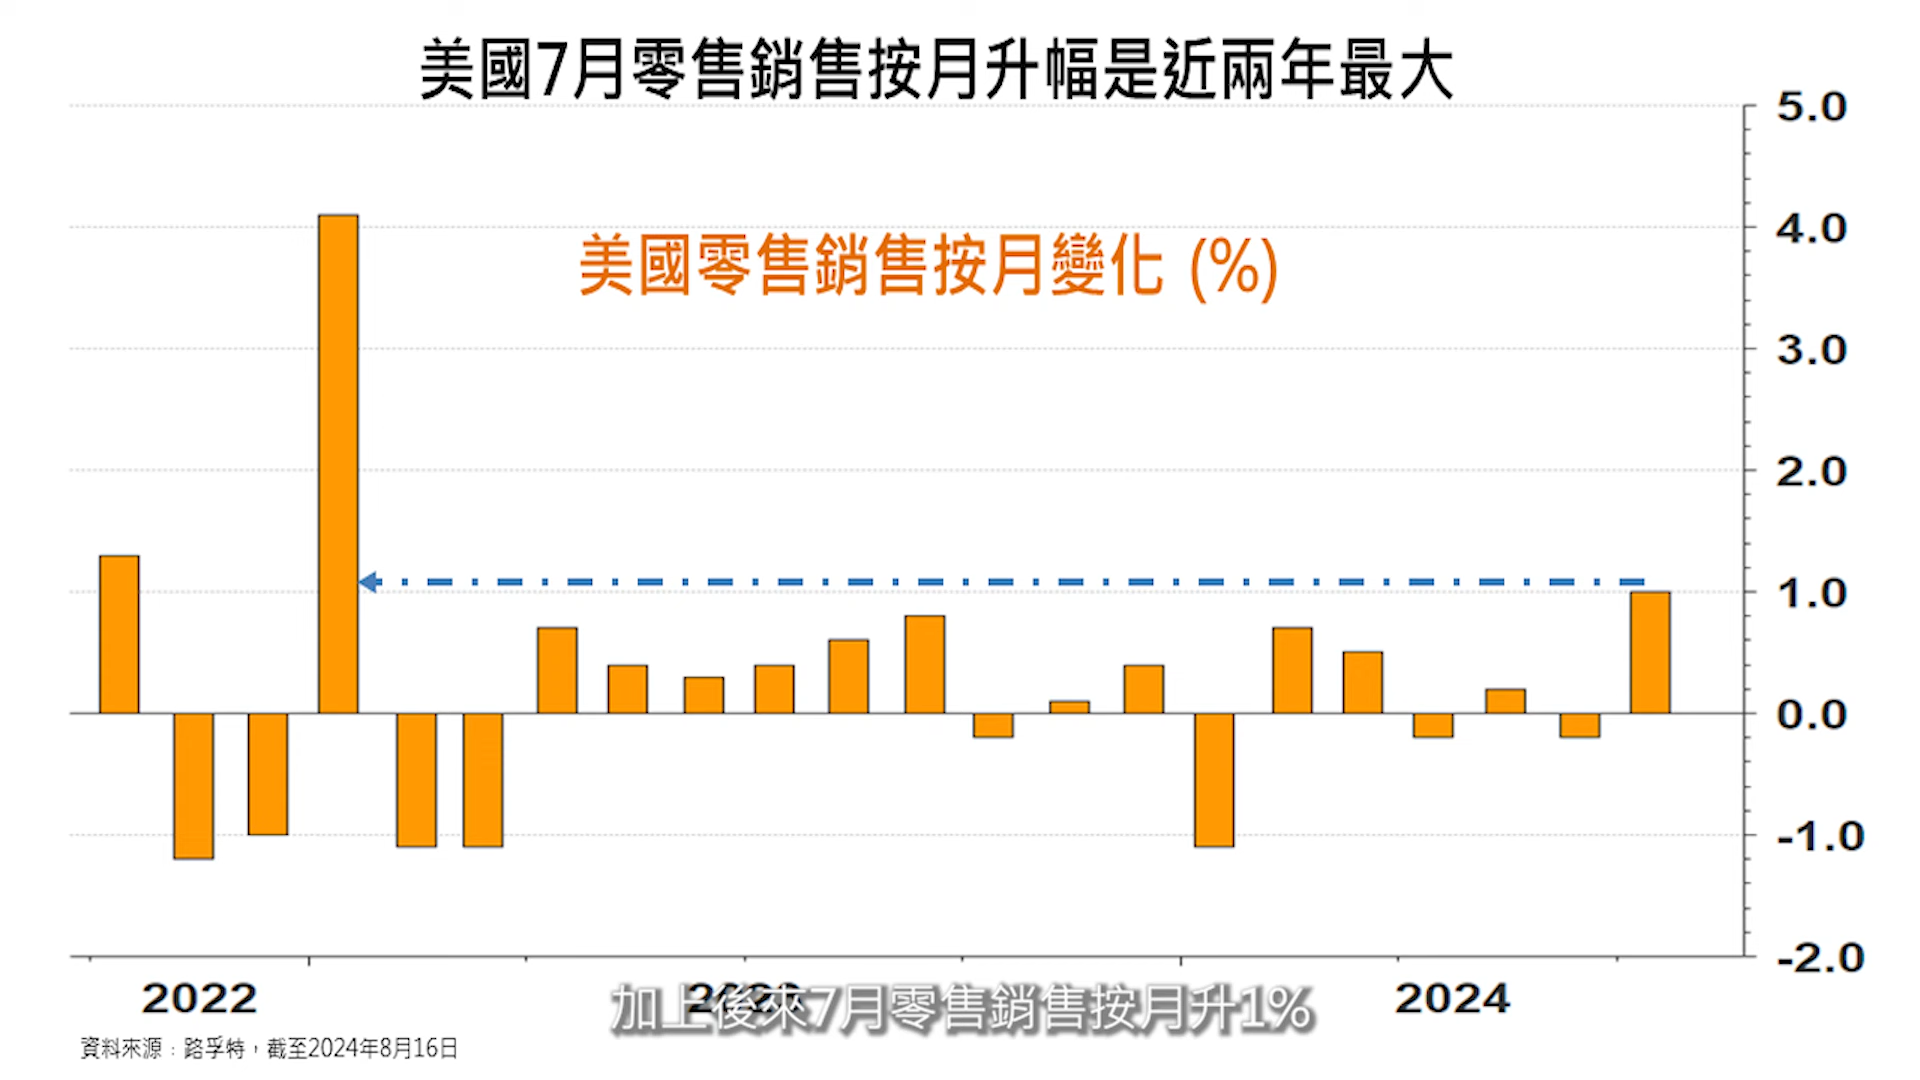 美國7月零售銷售按月升幅是近兩年最大
5.0
美國零售銷售按月變化 (%)
4.0
3.0
2.0
1.0
0.0
-1.0
-2.0
2022
2024
加上後來7月零售銷售按月升1%
資料來源：路孚特，截至2024年8月16日